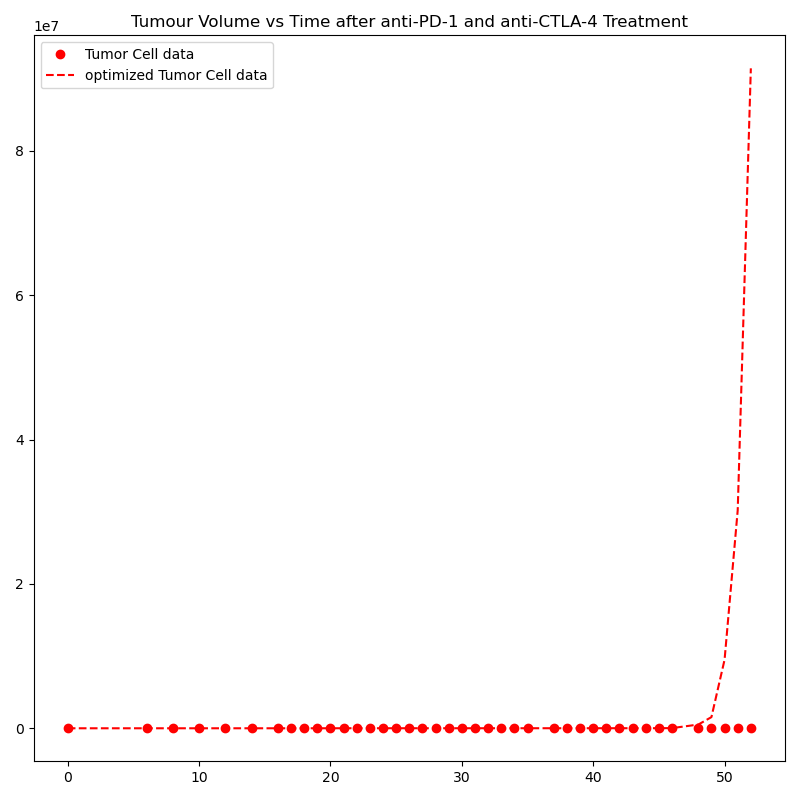 Tumour Volume vs Time after anti-PD-1 and anti-CTLA-4 Treatment
1e7
Tumor Cell data
optimized Tumor Cell data
8
6
4
2
0
0 10 20 30 40 50